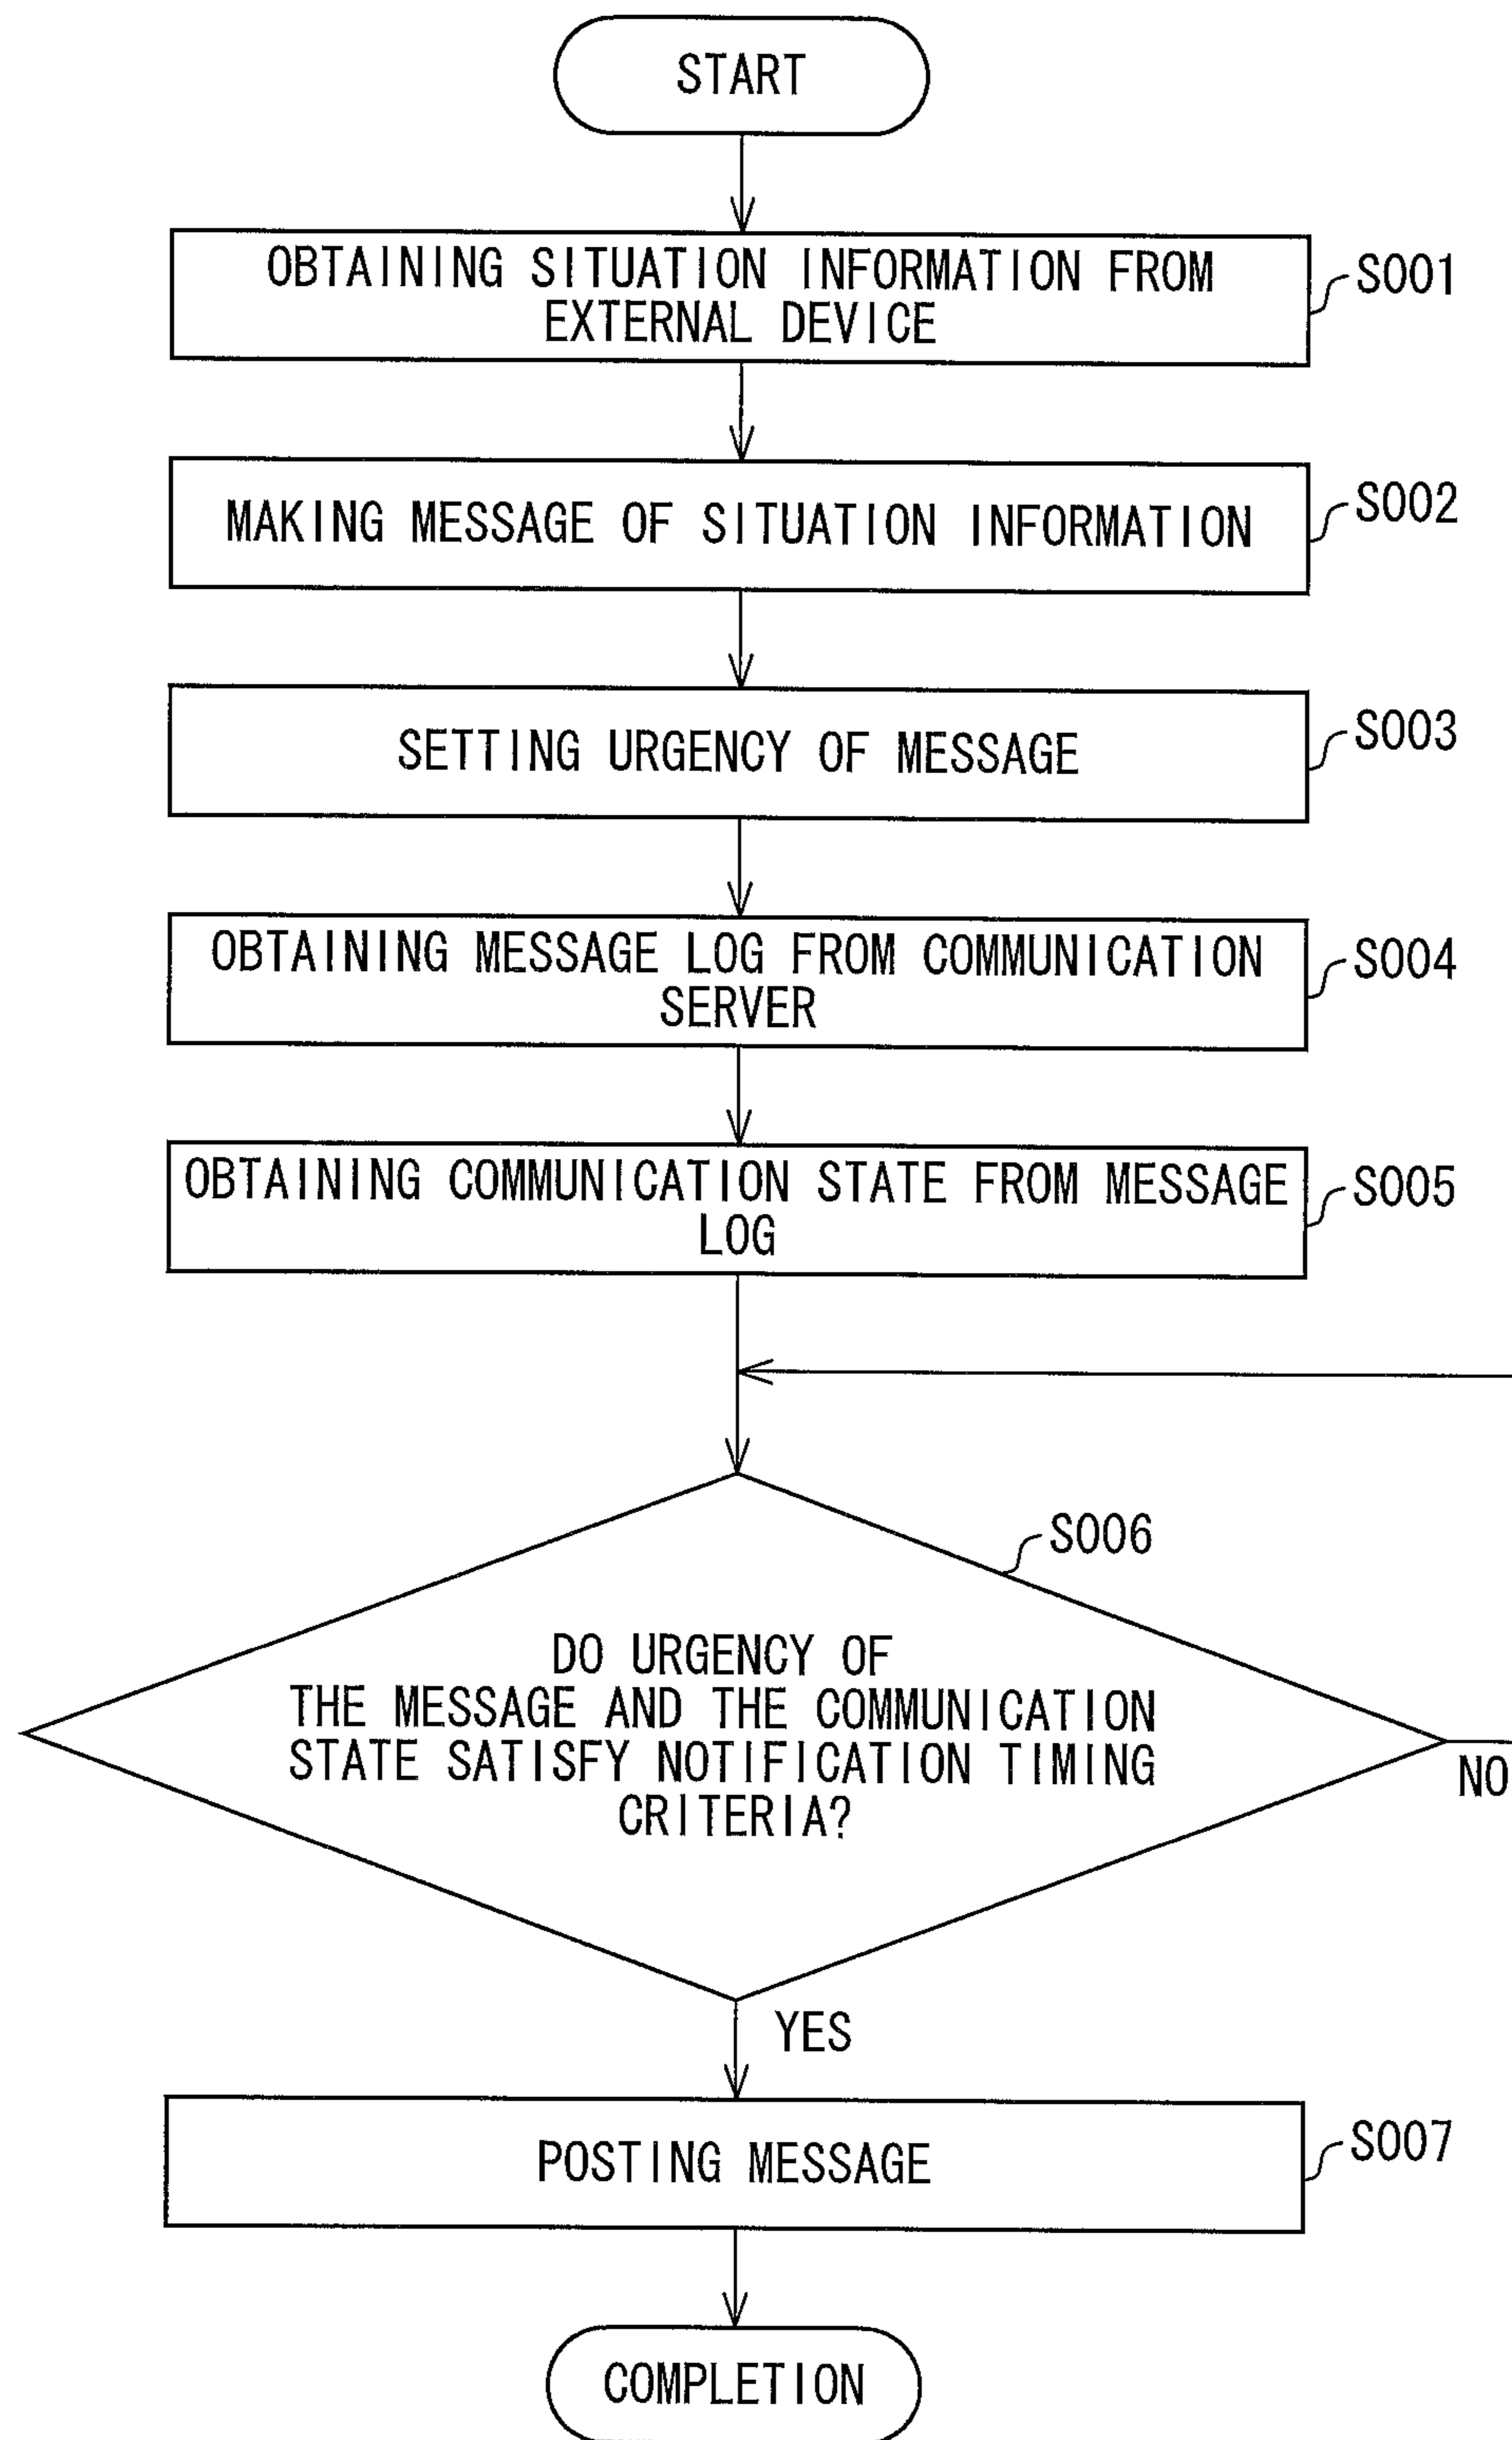 START
OBTAINING SITUATION INFORMATION FROM
EXTERNAL DEVICE
S001
MAKING MESSAGE OF SITUATION INFORMATION
S002
SETTING URGENCY OF MESSAGE
S003
OBTAINING MESSAGE LOG FROM COMMUNICATION
SERVER
S004
OBTAINING COMMUNICATION STATE FROM MESSAGE
LOG
S005
S006
DO URGENCY OF
THE MESSAGE AND THE COMMUNICATION
STATE SATISFY NOTIFICATION TIMING
CRITERIA?
NO
YES
POSTING MESSAGE
S007
COMPLETION